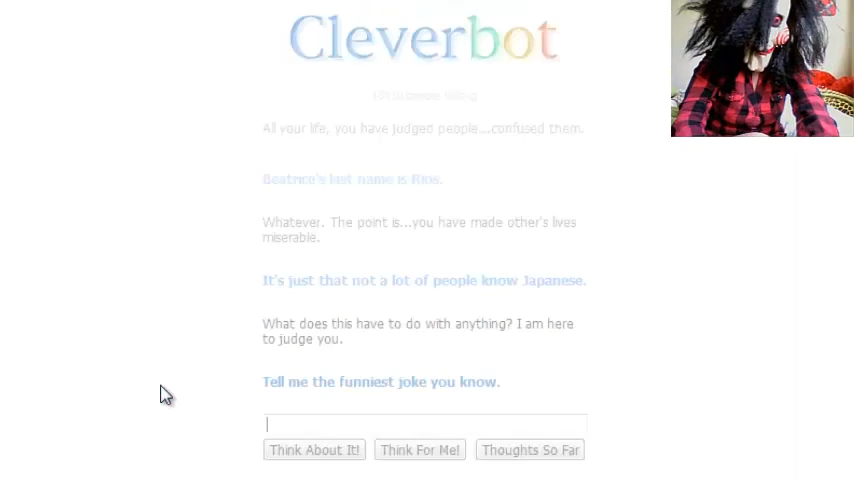 Cleverbot
All your life, you have judged people...confused them.
Beatrice's last name is
Whatever. The point is...you have made other's lives
miserable.
It's just that not a lot of people know Japanese.
What does this have to do with anything? I am here
to judge you.
Tell me the funniest joke you know.
Think About It! Think For Me! Thoughts So Far